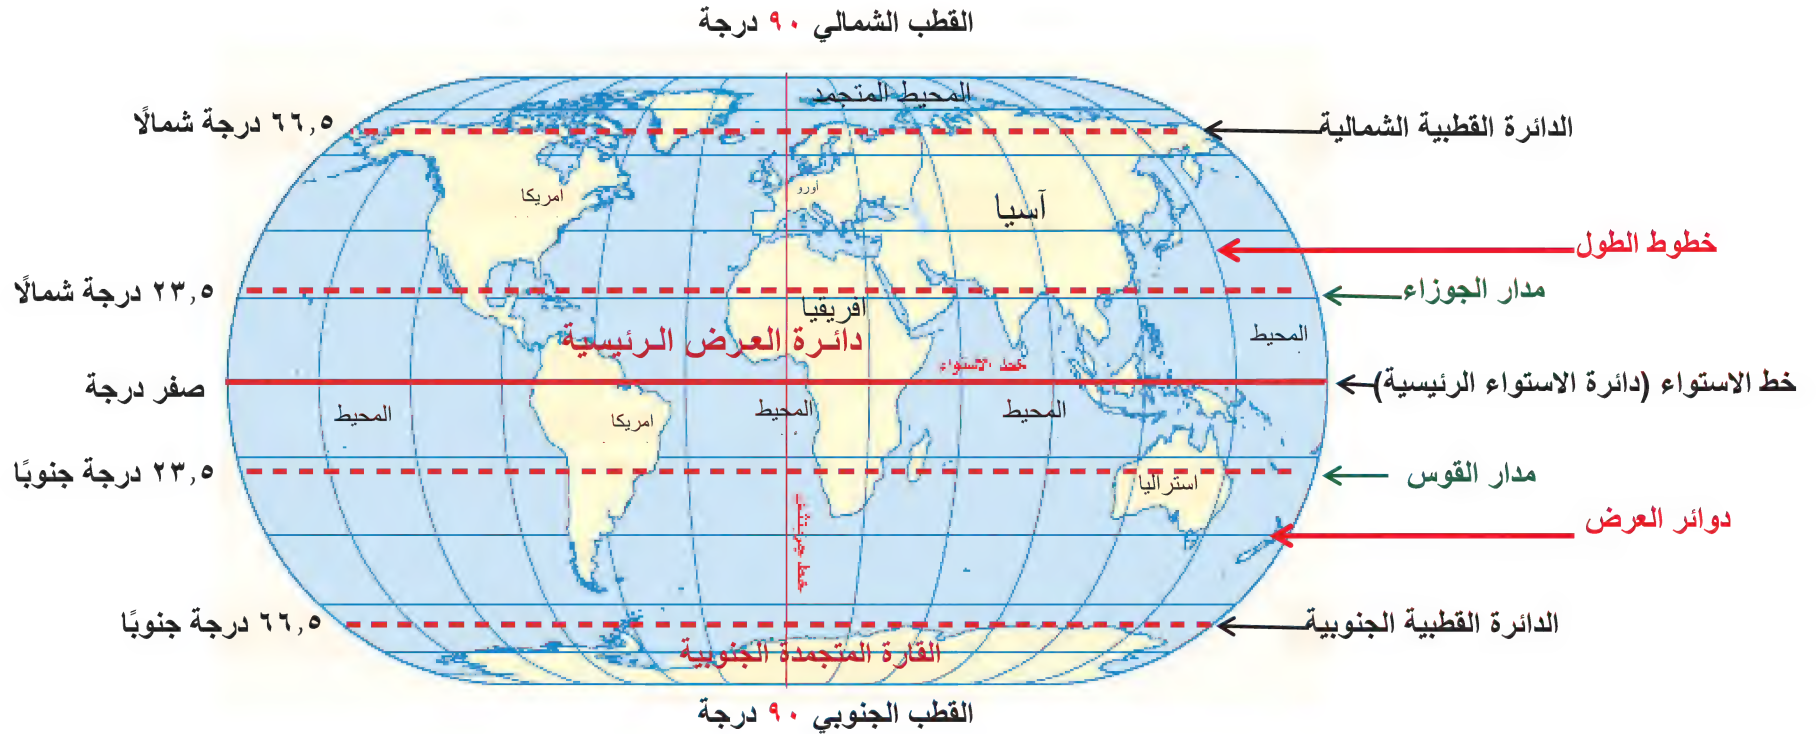 القطب الشمالي ٩٠ درجة
المحيط المتجمد
الدائرة القطبية الشمالية
٦٦,٥ درجة شمالًا
امريكا
أورو
آسيا
خطوط الطول
مدار الجوزاء
٢٣,٥ درجة شمالًا
افريقيا
المحيط
دائرة العرض الرئيسية
خط الاستواء
خط الاستواء (دائرة الاستواء الرئيسية)
صفر درجة
المحيط
امريكا
المحيط
المحيط
مدار القوس
٢٣,٥ درجة جنوبًا
استراليا
دوائر العرض
خط جرينتش
الدائرة القطبية الجنوبية
٦٦,٥ درجة جنوبًا
القارة المتجمدة الجنوبية
القطب الجنوبي ٩٠ درجة